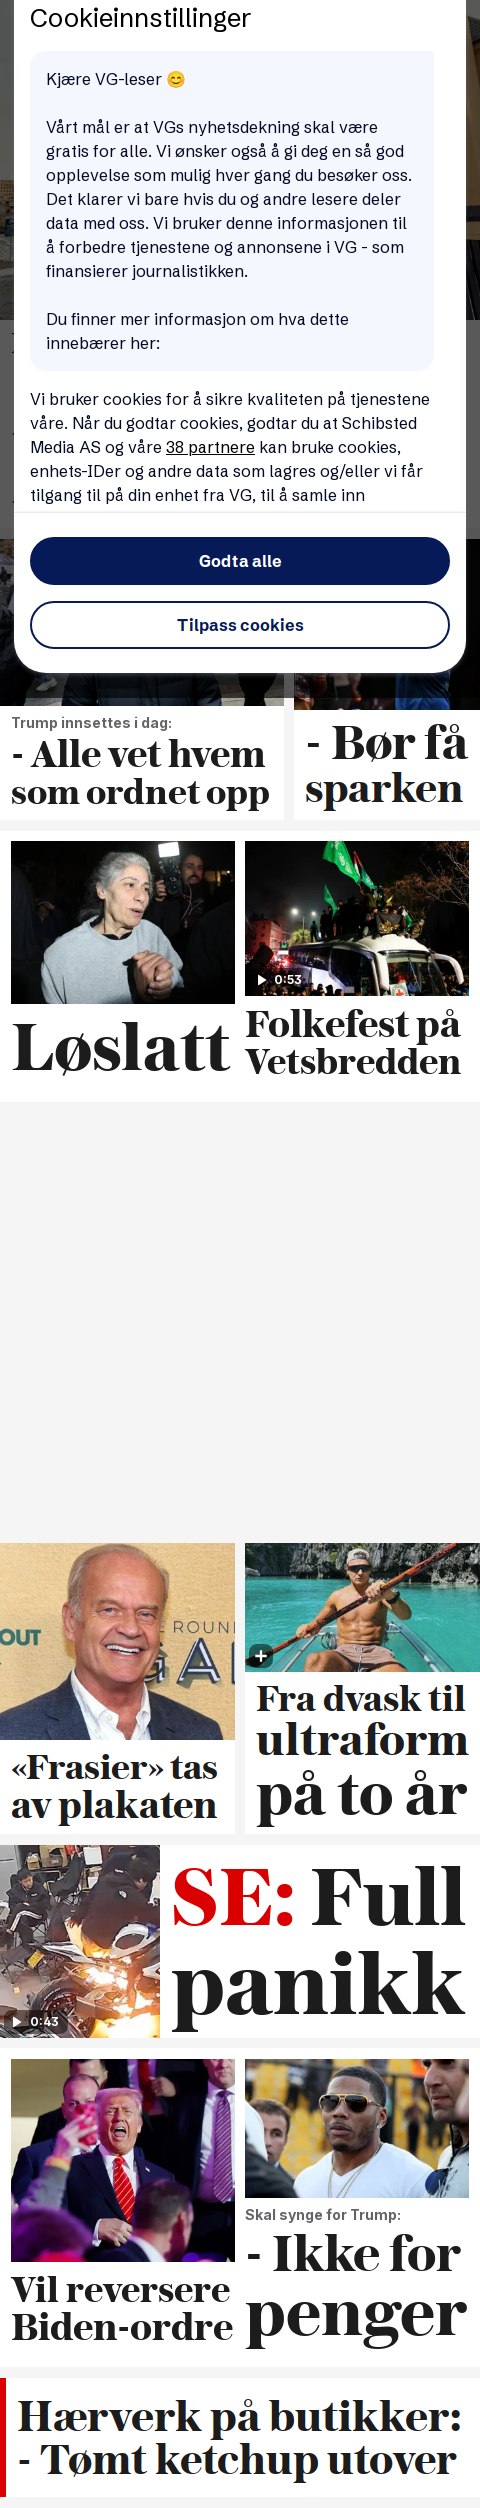 Cookieinnstillinger
Kjære VG-leser 😊
Vårt mål er at VGs nyhetsdekning skal være
gratis for alle. Vi ønsker også å gi deg en så god
opplevelse som mulig hver gang du besøker oss.
Det klarer vi bare hvis du og andre lesere deler
data med oss. Vi bruker denne informasjonen til
å forbedre tjenestene og annonsene i VG - som
finansierer journalistikken.
Du finner mer informasjon om hva dette
innebærer her:
Vi bruker cookies for å sikre kvaliteten på tjenestene
våre. Når du godtar cookies, godtar du at Schibsted
Media AS og våre 38 partnere kan bruke cookies,
enhets-IDer og andre data som lagres og/eller vi får
tilgang til på din enhet fra VG, til å samle inn
Godta alle
Tilpass cookies
Trump innsettes i dag:
- Alle vet hvem
som ordnet opp
- Bør få
sparken
Løslatt
0:53
Folkefest på
Vetsbredden
OUT
ROUN
GA
«Frasier» tas
av plakaten
Fra dvask til
ultraform
på to år
0:43
SE: Full
panikk
Vil reversere
Biden-ordre
Skal synge for Trump:
- Ikke for
penger
Hærverk på butikker:
- Tømt ketchup utover